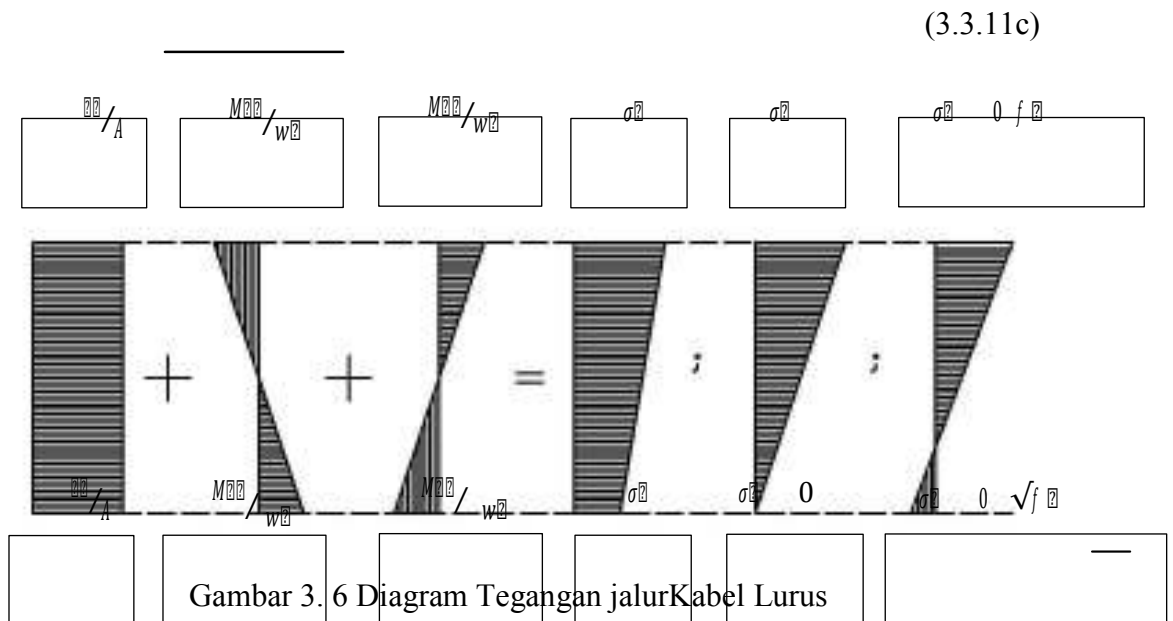 (3.3.11c)
/A M /w M /w σ σ σ 0 f
+ + = ; ;
/A M /w M /w σ σ 0 σ 0 √f
Gambar 3. 6 Diagram Tegangan jalurKabel Lurus